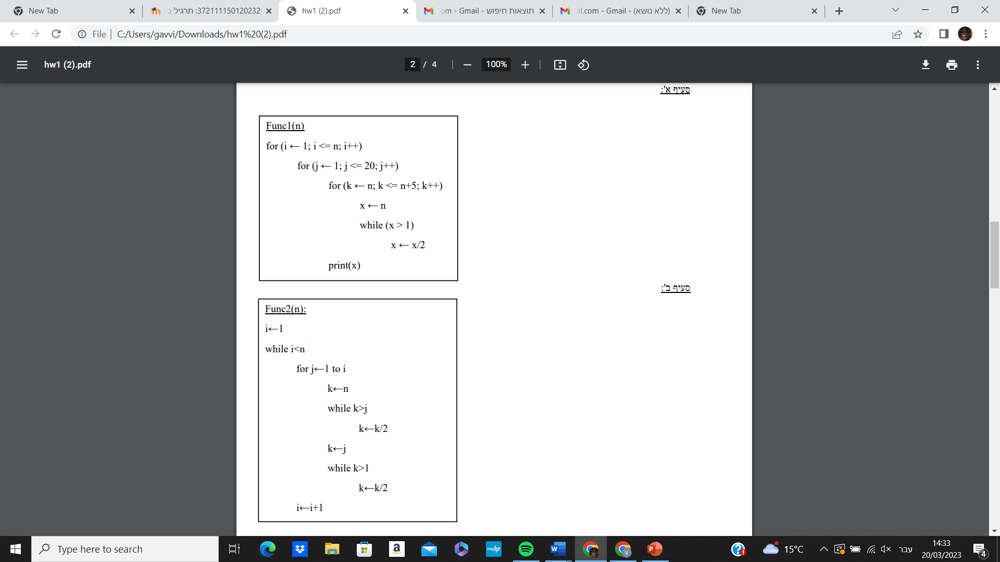 New Tab
372111150120232: תרגיל ב
hw1 (2).pdf
תוצאות חיפוש - om - Gmail
(ללא נושא) - il.com - Gmail
New Tab
File
C:/Users/gavvi/Downloads/hw1%20(2).pdf
hw1 (2).pdf
2 / 4
100%
סעיף א':
Func1(n)
for (i ← 1; i <= n; i++)
for (j ← 1; j <= 20; j++)
for (k ← n; k <= n+5; k++)
x ← n
while (x > 1)
x ← x/2
print(x)
סעיף ב':
Func2(n):
i←1
while i<n
for j←1 to i
k←n
while k>j
k←k/2
k←j
while k>1
k←k/2
i←i+1
Type here to search
15°C
עבר
14:33
20/03/2023
4